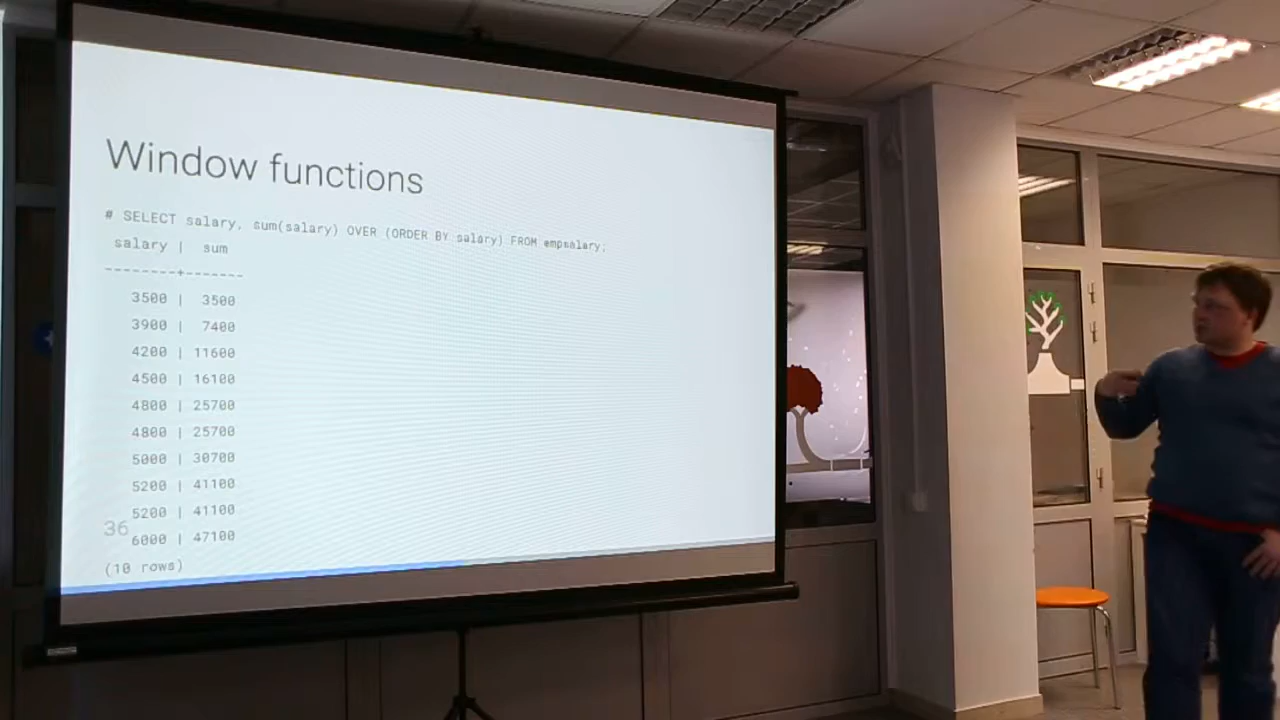 Window functions
# SELECT salary, sum(salary) OVER (ORDER BY salary) FROM empsalary;
salary | sum
--------+-------
3500 | 3500
3900 | 7400
4200 | 11600
4500 | 16100
4800 | 25700
4800 | 25700
5000 | 30700
5200 | 41100
5200 | 41100
6000 | 47100
(10 rows)
36